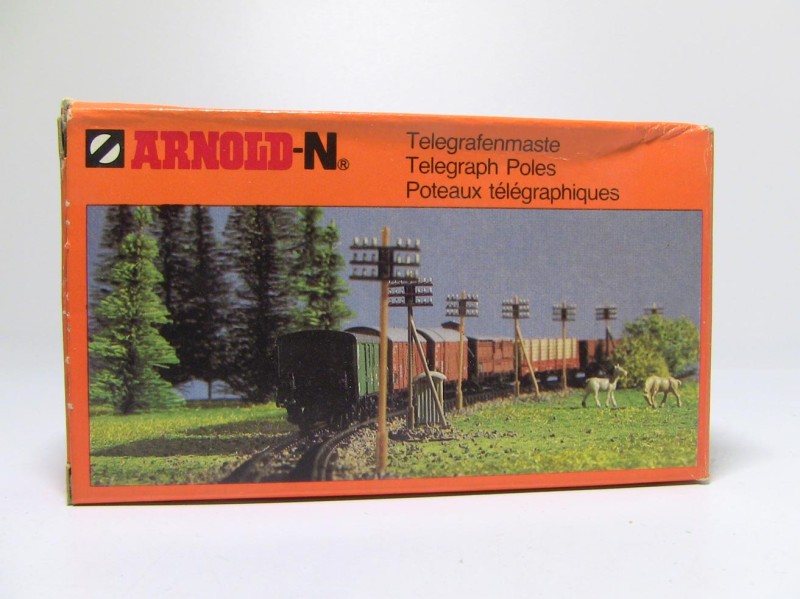 ARNOLD-N®
Telegrafenmaste
Telegraph Poles
Poteaux télégraphiques